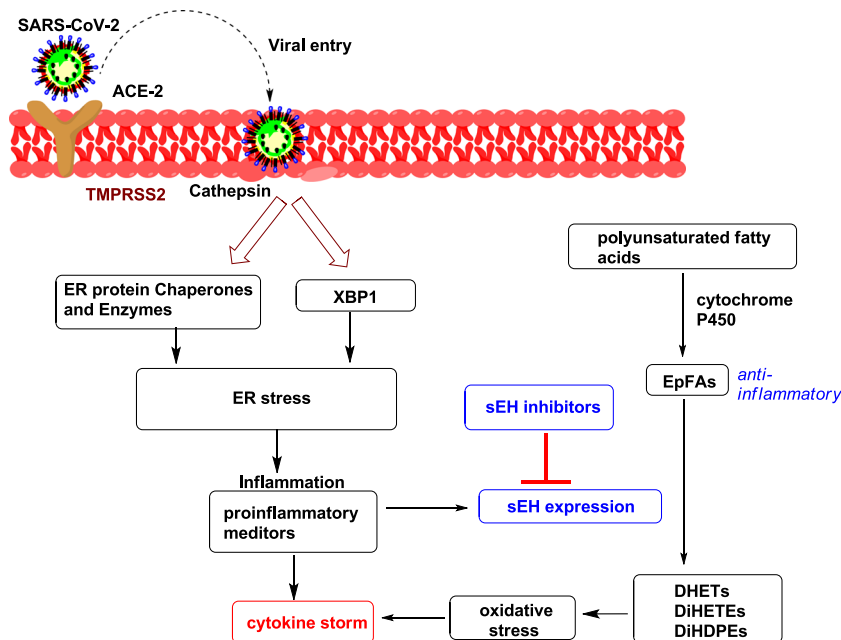 SARS-CoV-2
Viral entry
ACE-2
TMPRSS2
Cathepsin
ER protein Chaperones
and Enzymes
XBP1
ER stress
Inflammation
proinflammatory
meditors
cytokine storm
sEH inhibitors
sEH expression
polyunsaturated fatty
acids
cytochrome
P450
EpFAs
anti-
inflammatory
DHETs
DiHETEs
DiHDPEs
oxidative
stress